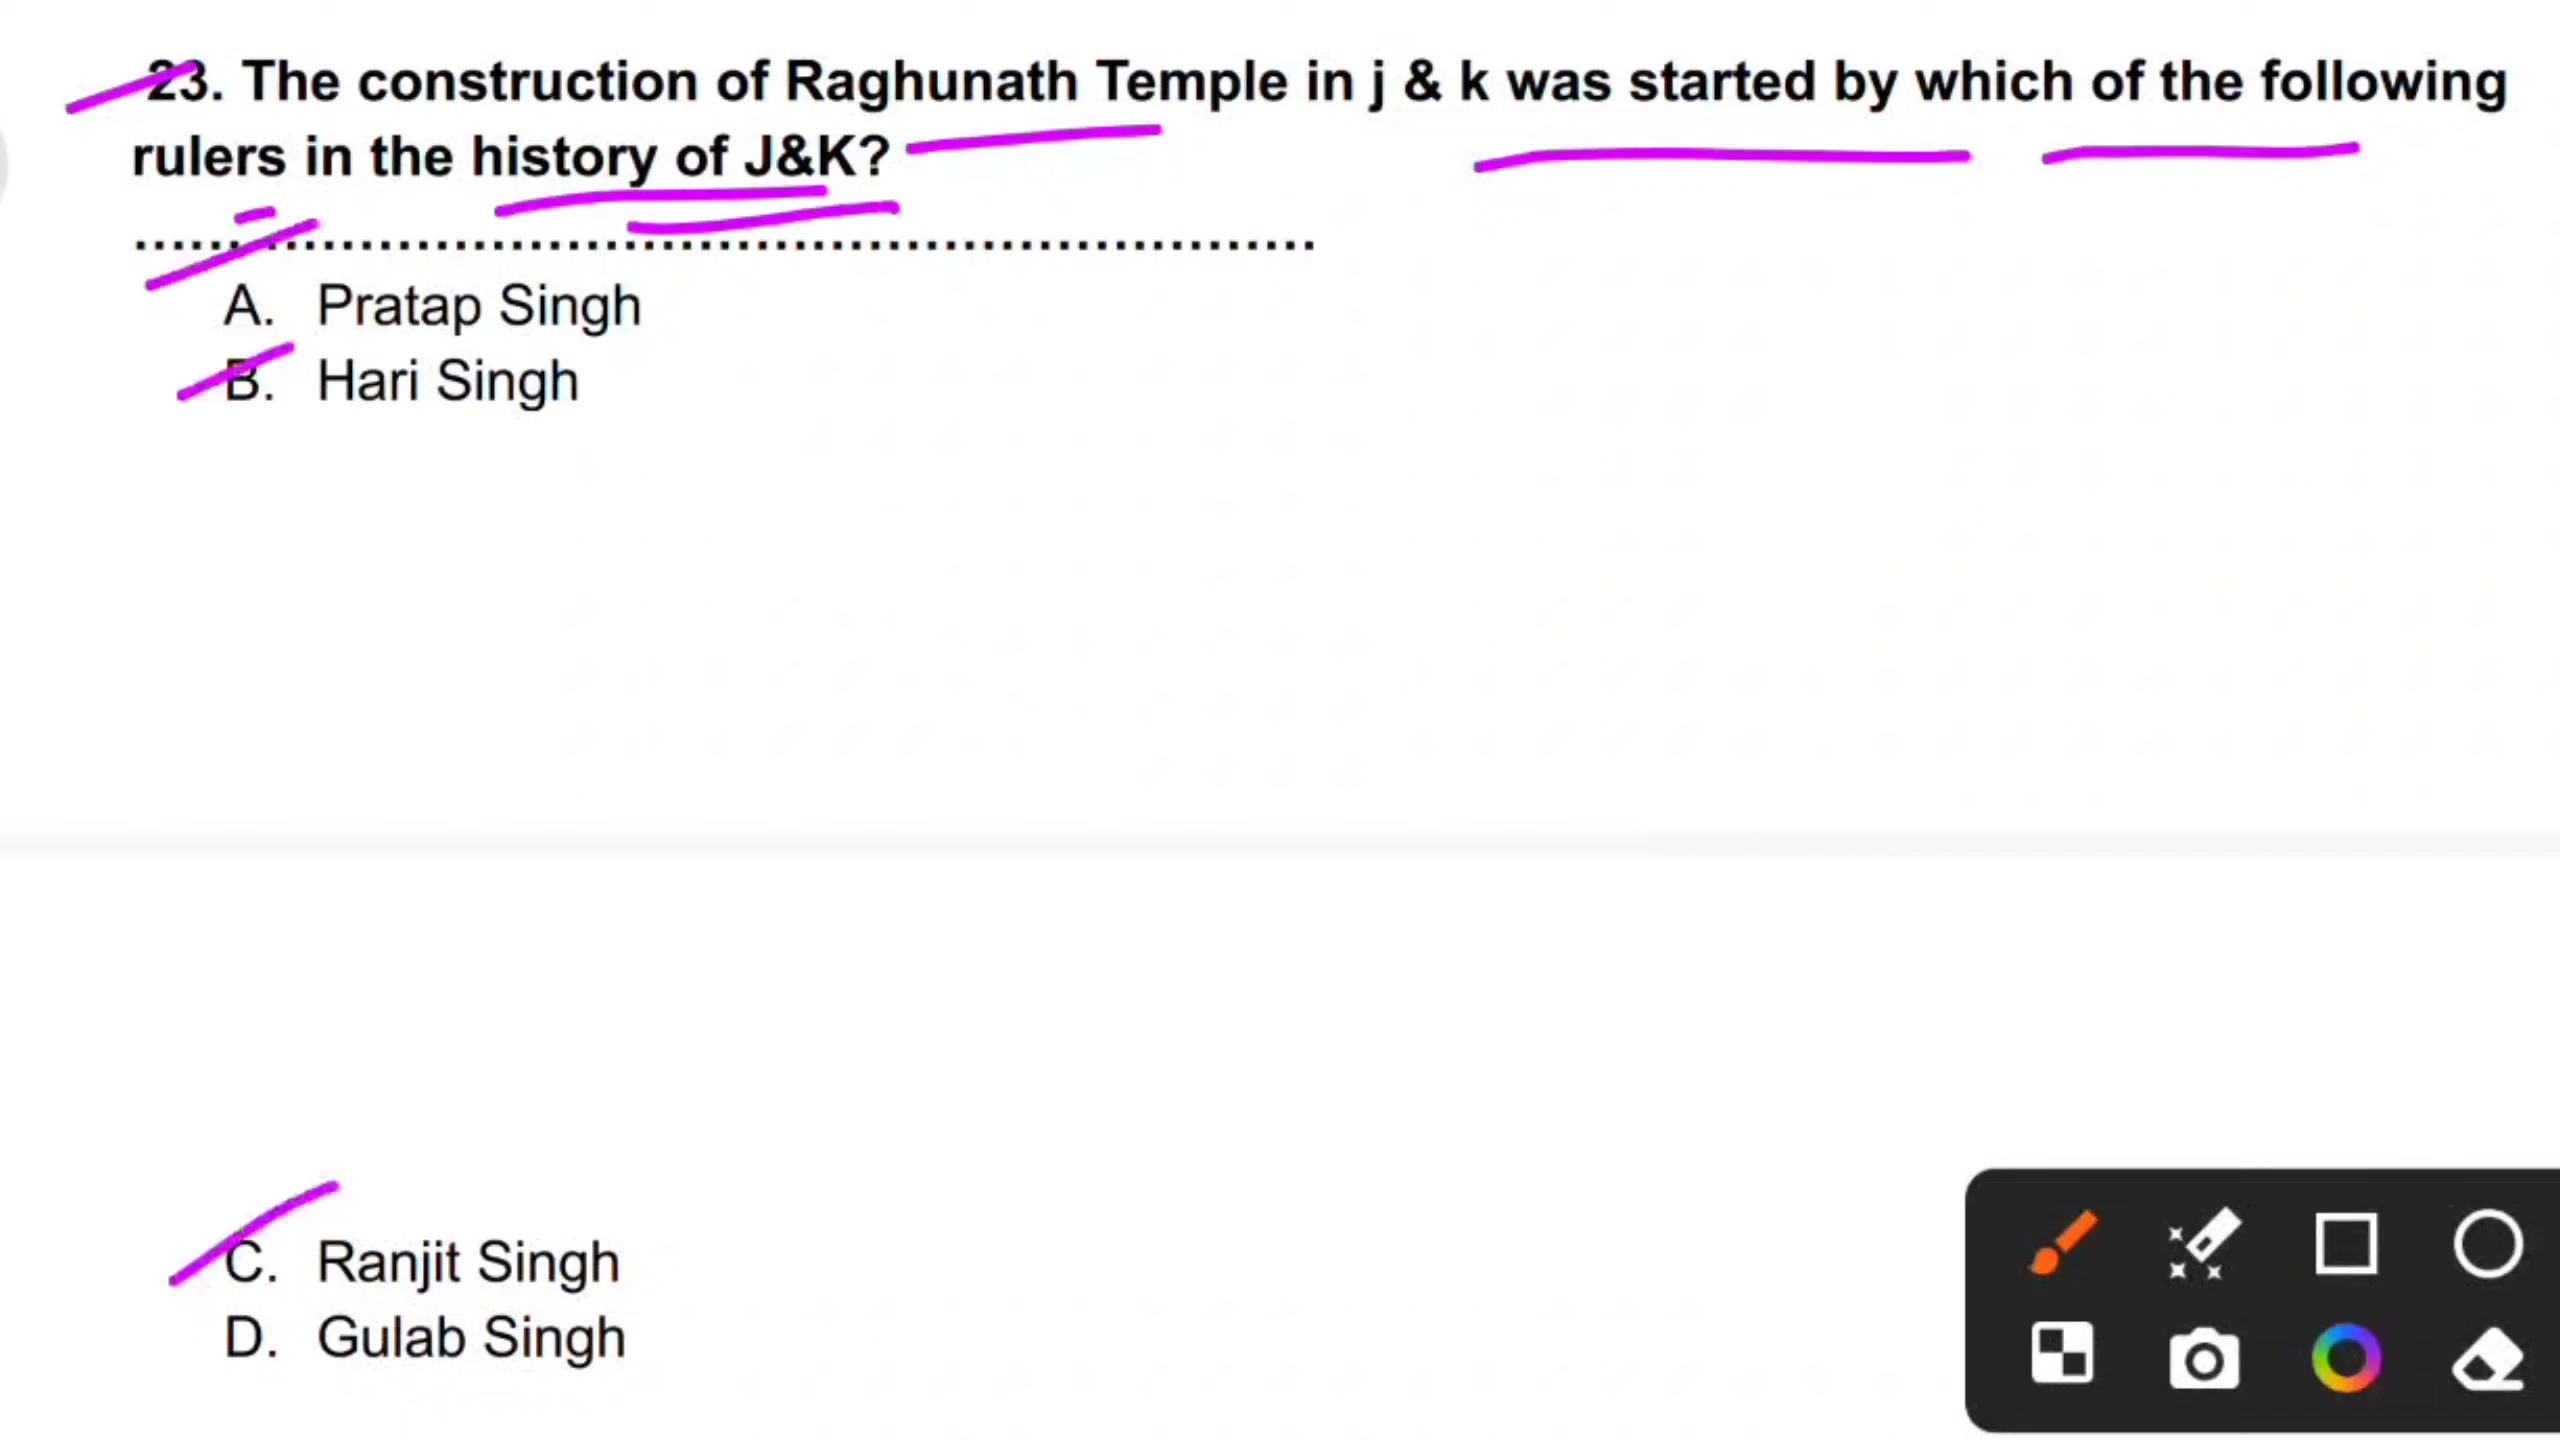 23. The construction of Raghunath Temple in j & k was started by which of the following
rulers in the history of J&K?
................................................................
A. Pratap Singh
B. Hari Singh
C. Ranjit Singh
D. Gulab Singh